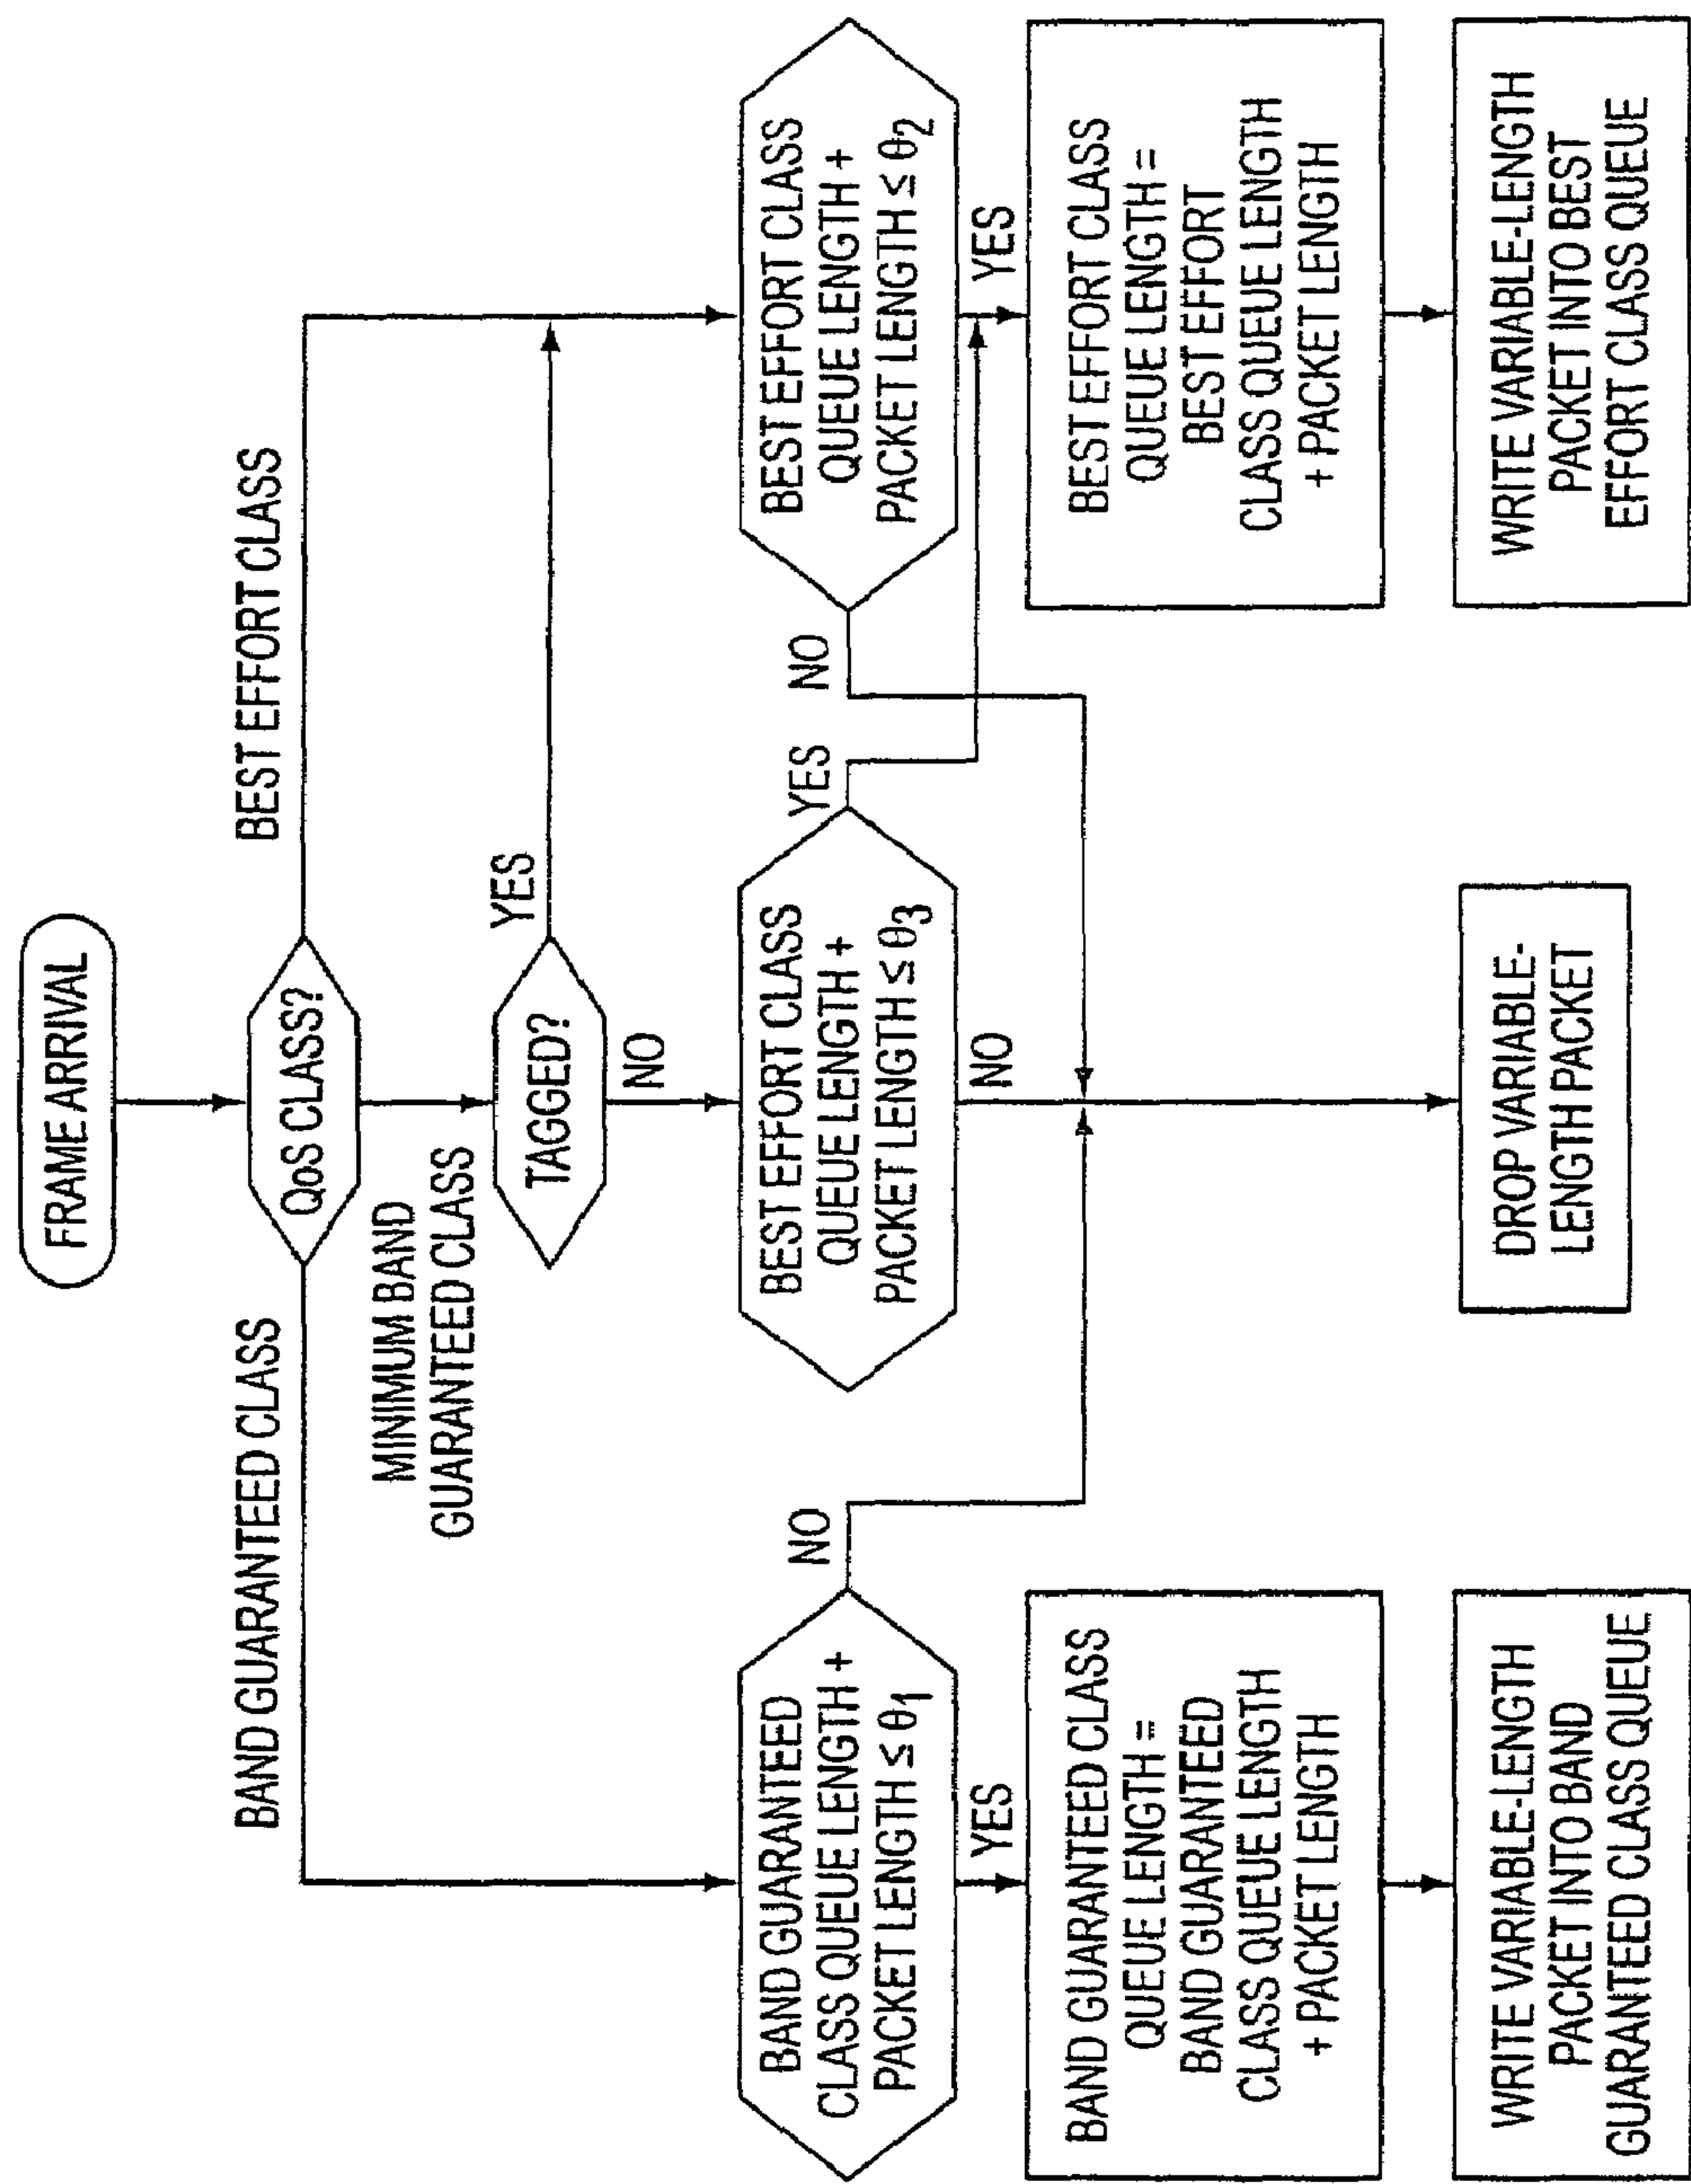 FRAME ARRIVAL
QoS CLASS?
BAND GUARANTEED CLASS
BEST EFFORT CLASS
MINIMUM BAND
GUARANTEED CLASS
TAGGED?
YES
NO
BAND GUARANTEED
CLASS QUEUE LENGTH +
PACKET LENGTH ≤ θ1
NO
YES
BEST EFFORT CLASS
QUEUE LENGTH +
PACKET LENGTH ≤ θ3
YES
NO
BEST EFFORT CLASS
QUEUE LENGTH +
PACKET LENGTH ≤ θ2
NO
YES
BAND GUARANTEED CLASS
QUEUE LENGTH =
BAND GUARANTEED
CLASS QUEUE LENGTH
+ PACKET LENGTH
BEST EFFORT CLASS
QUEUE LENGTH =
BEST EFFORT
CLASS QUEUE LENGTH
+ PACKET LENGTH
WRITE VARIABLE-LENGTH
PACKET INTO BAND
GUARANTEED CLASS QUEUE
DROP VARIABLE-
LENGTH PACKET
WRITE VARIABLE-LENGTH
PACKET INTO BEST
EFFORT CLASS QUEUE